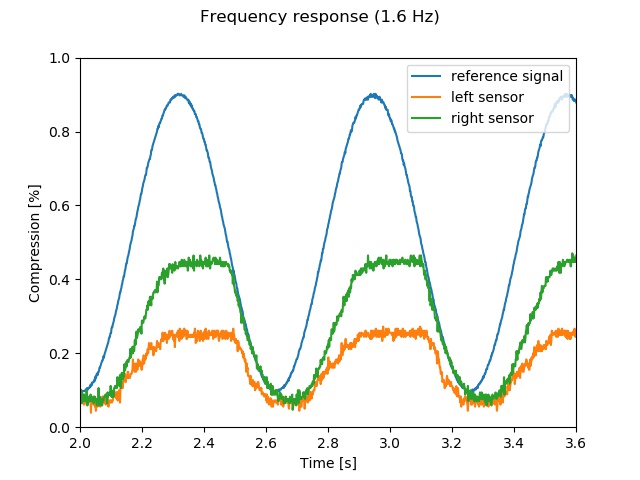 Frequency response (1.6 Hz)
1.0
0.8
0.6
0.4
0.2
0.0
Compression [%]
reference signal
left sensor
right sensor
2.0 2.2 2.4 2.6 2.8 3.0 3.2 3.4 3.6
Time [s]